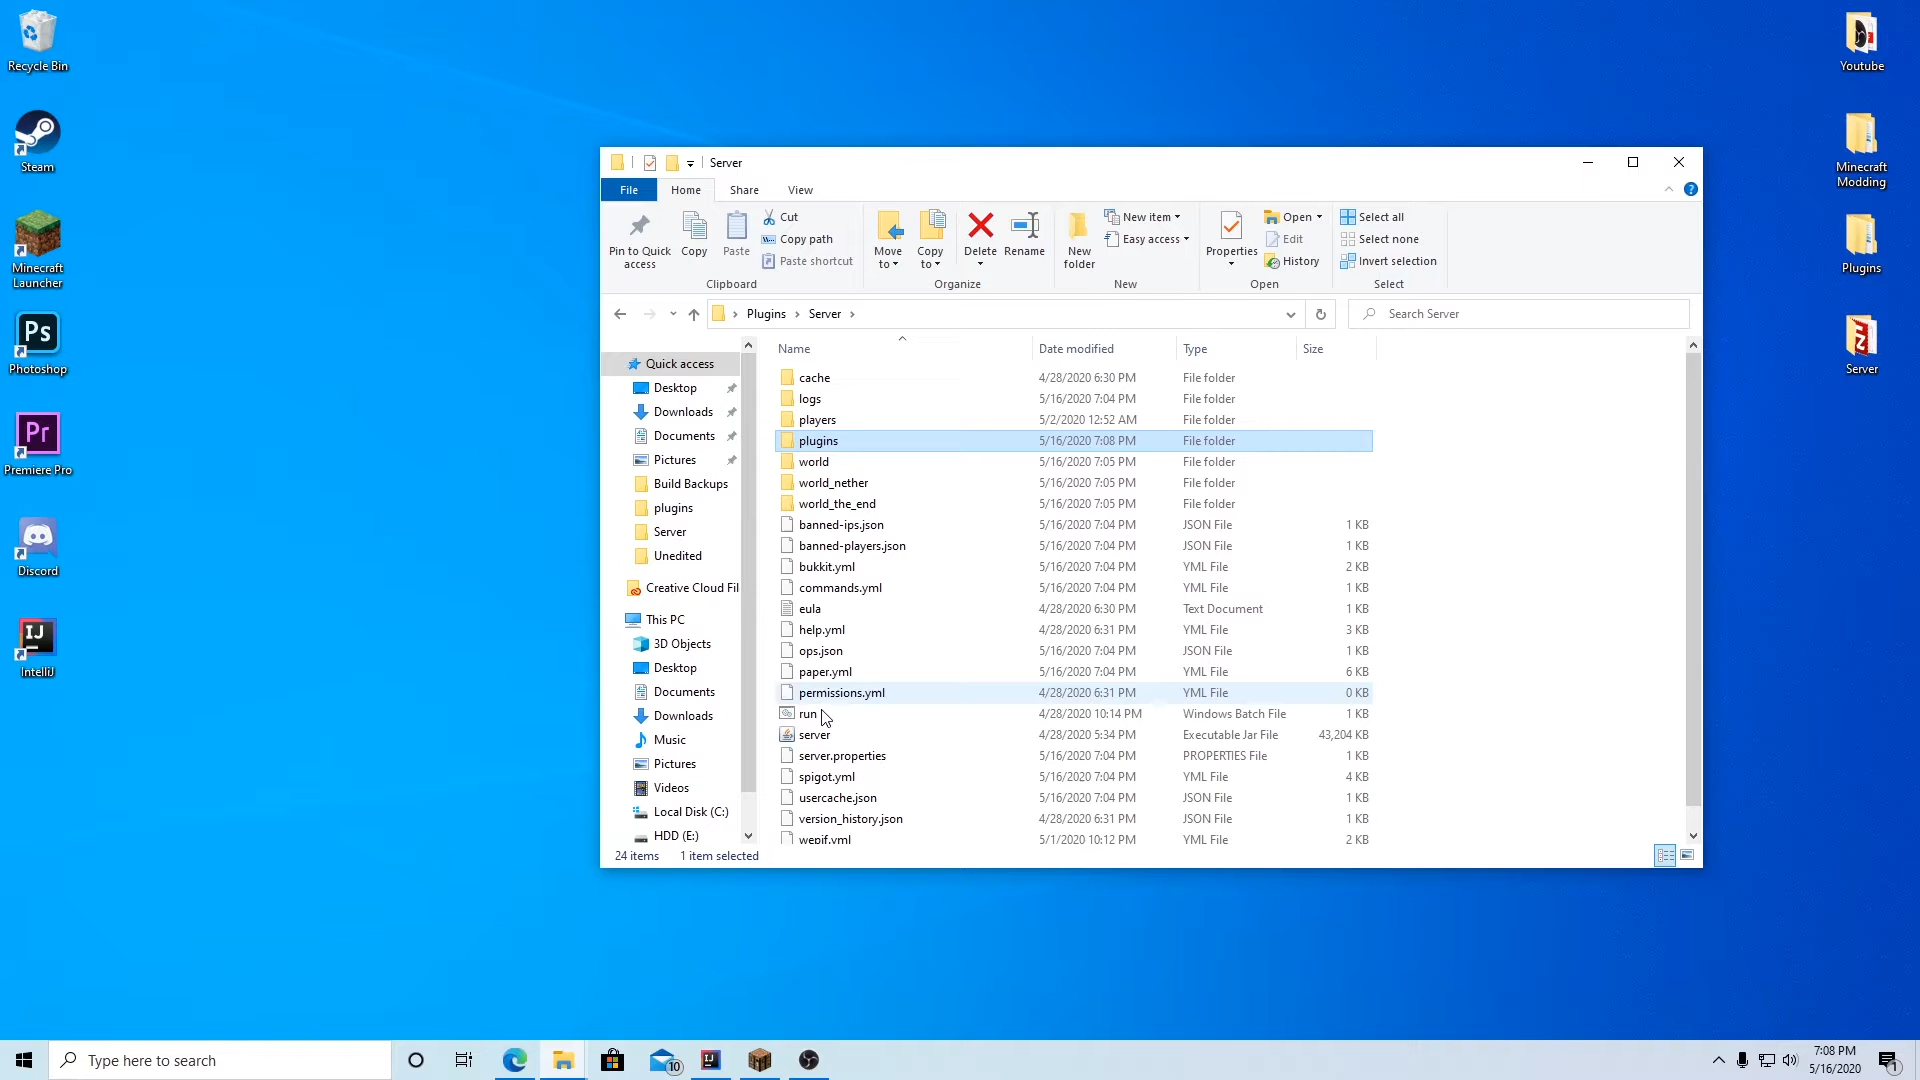 Recycle Bin
Steam
Minecraft
Launcher
Ps
Photoshop
Pr
Premiere Pro
Discord
IJ
IntelliJ
Youtube
Minecraft
Modding
Plugins
Server
Server
File
Home
Share
View
Pin to Quick
access
Copy
Paste
Cut
Copy path
Paste shortcut
Clipboard
Move
to
Copy
to
Delete
Rename
Organize
New
folder
New item
Easy access
New
Properties
Open
Edit
History
Open
Select all
Select none
Invert selection
Select
Plugins
Server
Search Server
Quick access
Desktop
Downloads
Documents
Pictures
Build Backups
plugins
Server
Unedited
Creative Cloud Fil
This PC
3D Objects
Desktop
Documents
Downloads
Music
Pictures
Videos
Local Disk (C:)
HDD (E:)
Name Date modified Type Size
cache 4/28/2020 6:30 PM File folder
logs 5/16/2020 7:04 PM File folder
players 5/2/2020 12:52 AM File folder
plugins 5/16/2020 7:08 PM File folder
world 5/16/2020 7:05 PM File folder
world_nether 5/16/2020 7:05 PM File folder
world_the_end 5/16/2020 7:05 PM File folder
banned-ips.json 5/16/2020 7:04 PM JSON File 1 KB
banned-players.json 5/16/2020 7:04 PM JSON File 1 KB
bukkit.yml 5/16/2020 7:04 PM YML File 2 KB
commands.yml 5/16/2020 7:04 PM YML File 1 KB
eula 4/28/2020 6:30 PM Text Document 1 KB
help.yml 4/28/2020 6:31 PM YML File 3 KB
ops.json 5/16/2020 7:04 PM JSON File 1 KB
paper.yml 5/16/2020 7:04 PM YML File 6 KB
permissions.yml 4/28/2020 6:31 PM YML File 0 KB
run 4/28/2020 10:14 PM Windows Batch File 1 KB
server 4/28/2020 5:34 PM Executable Jar File 43,204 KB
server.properties 5/16/2020 7:04 PM PROPERTIES File 1 KB
spigot.yml 5/16/2020 7:04 PM YML File 4 KB
usercache.json 5/16/2020 7:04 PM JSON File 1 KB
version_history.json 4/28/2020 6:31 PM JSON File 1 KB
wepif.yml 5/1/2020 10:12 PM YML File 2 KB
24 items 1 item selected
Type here to search
10
IJ
7:08 PM
5/16/2020
1